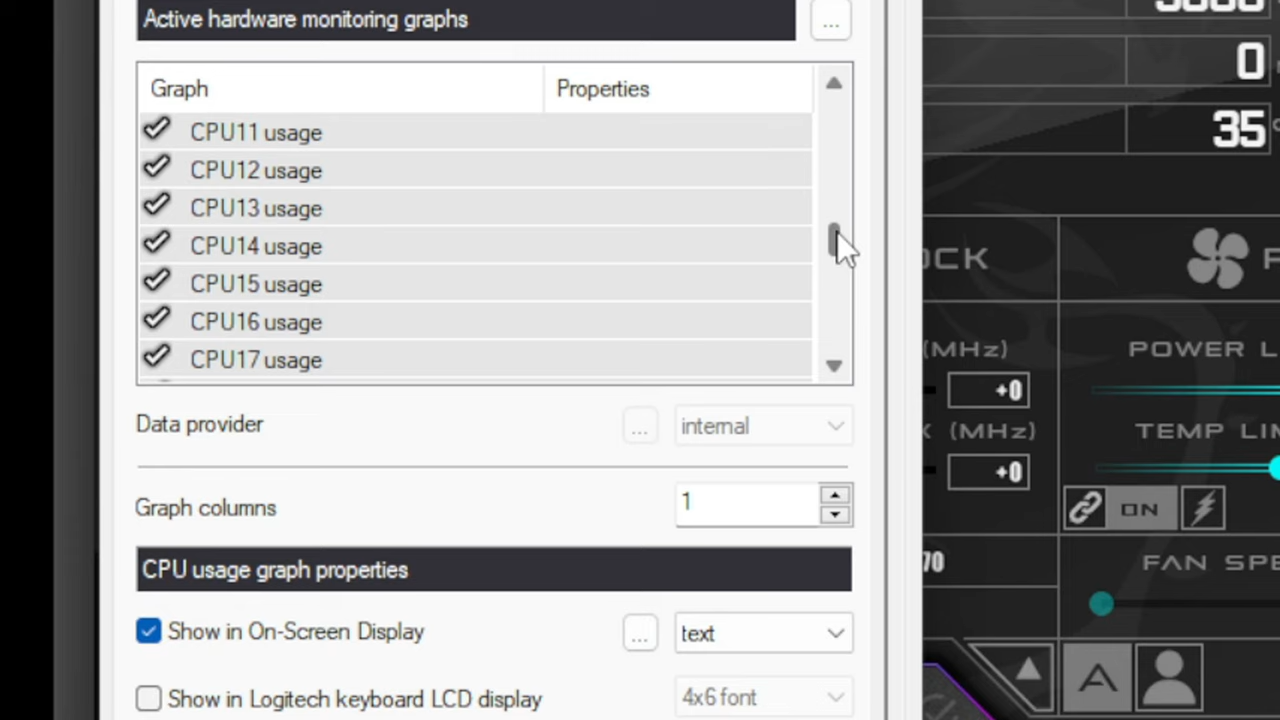 Active hardware monitoring graphs
...
Graph Properties
CPU11 usage
CPU12 usage
CPU13 usage
CPU14 usage
CPU15 usage
CPU16 usage
CPU17 usage
Data provider ... internal
Graph columns 1
CPU usage graph properties
Show in On-Screen Display ... text
Show in Logitech keyboard LCD display 4x6 font
0
35
(MHz)
+0
(MHz)
+0
70
POWER L
TEMP LI
ON
FAN SPE
A